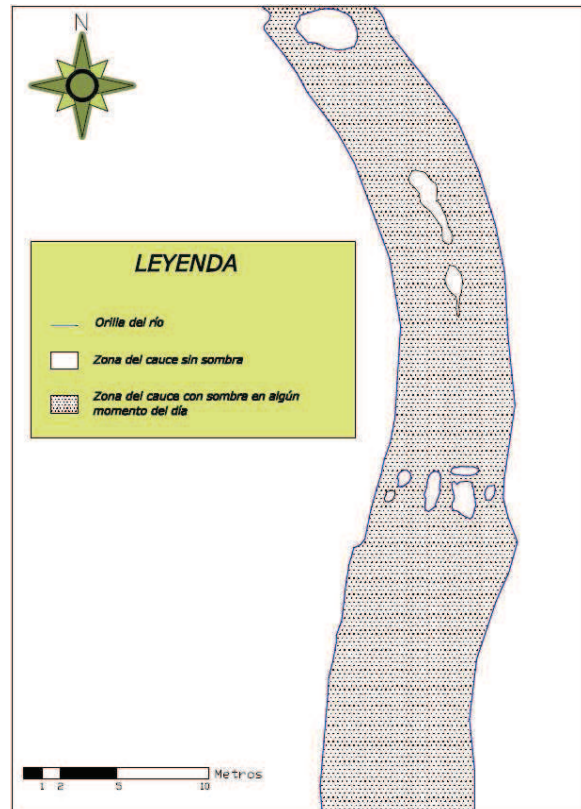 N
LEYENDA
Orilla del río
Zona del cauce sin sombra
Zona del cauce con sombra en algún
momento del día
Metros
1 2 5 10